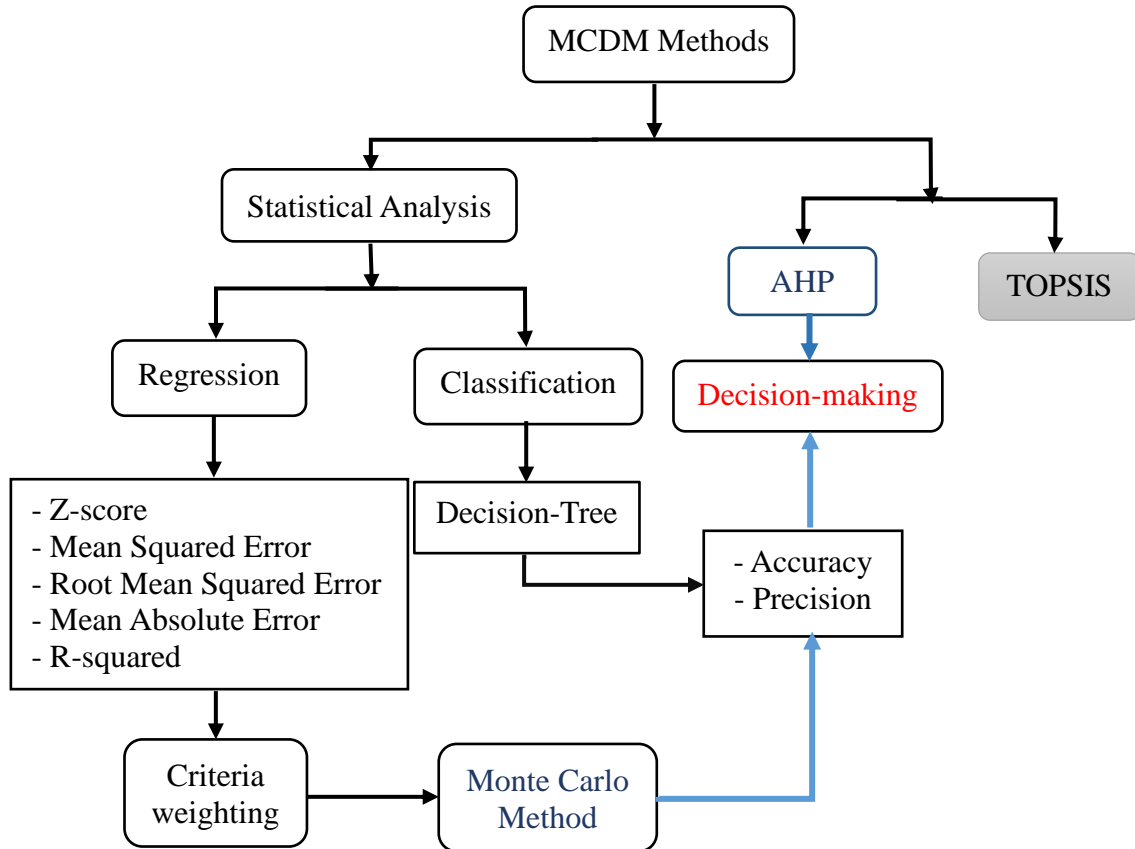 MCDM Methods
Statistical Analysis
AHP
TOPSIS
Regression
Classification
Decision-making
- Z-score
- Mean Squared Error
- Root Mean Squared Error
- Mean Absolute Error
- R-squared
Decision-Tree
- Accuracy
- Precision
Criteria
weighting
Monte Carlo
Method